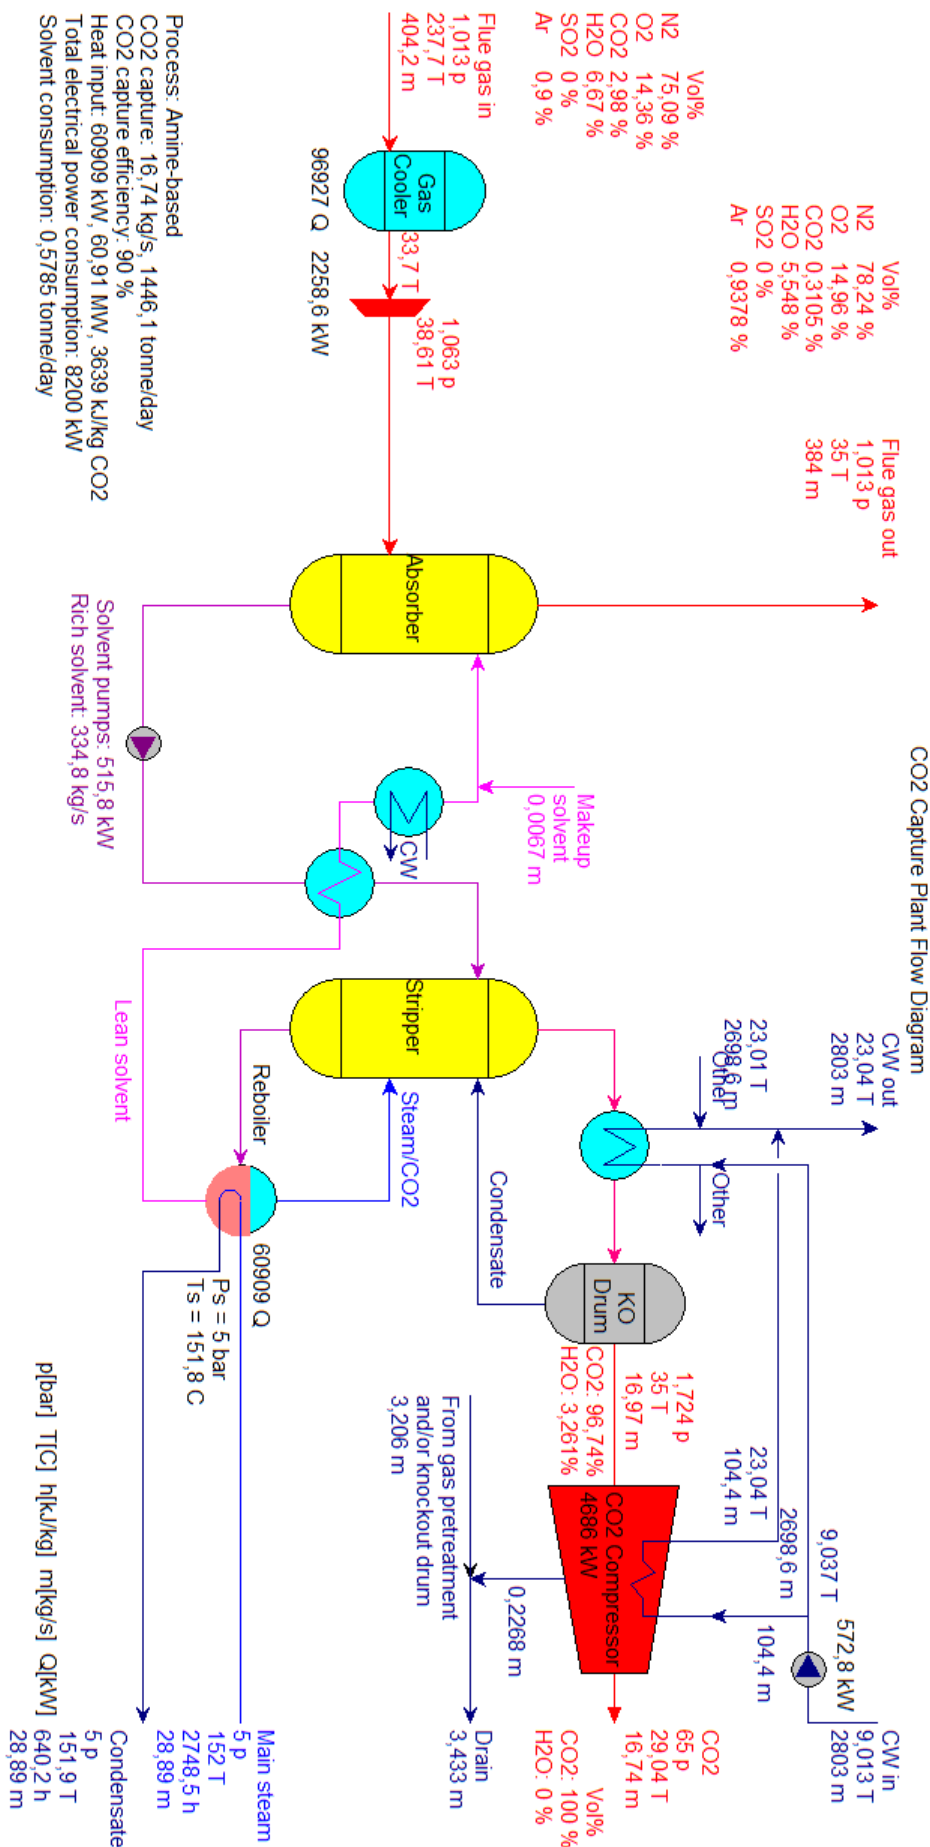 CO2 Capture Plant Flow Diagram
Vol%
N2 75,09 %
O2 14,36 %
CO2 2,98 %
H2O 6,67 %
SO2 0 %
Ar 0,9 %
Flue gas in
1,013 p
237,7 T
404,2 m
Gas
Cooler
96927 Q
33,7 T
2258,6 kW
1,063 p
38,61 T
Vol%
N2 78,24 %
O2 14,96 %
CO2 0,3105 %
H2O 5,548 %
SO2 0 %
Ar 0,9378 %
Flue gas out
1,013 p
35 T
384 m
Absorber
Solvent pumps: 515,8 kW
Rich solvent: 334,8 kg/s
Makeup
solvent
0,0067 m
CW
Lean solvent
Stripper
Reboiler
Steam/CO2
60909 Q
Ps = 5 bar
Ts = 151,8 C
CW out
23,04 T
2803 m
Other
23,01 T
2698,6 m
Other
Condensate
KO
Drum
1,724 p
35 T
16,97 m
CO2: 96,74%
H2O: 3,261%
From gas pretreatment
and/or knockout drum
3,206 m
CO2 Compressor
4686 kW
23,04 T
104,4 m
9,037 T
2698,6 m
104,4 m
572,8 kW
CW in
9,013 T
2803 m
0,2268 m
CO2
65 p
29,04 T
16,74 m
Vol%
CO2: 100 %
H2O: 0 %
Drain
3,433 m
Main steam
5 p
152 T
2748,5 h
28,89 m
Condensate
5 p
151,9 T
640,2 h
28,89 m
Process: Amine-based
CO2 capture: 16,74 kg/s, 1446,1 tonne/day
CO2 capture efficiency: 90 %
Heat input: 60909 kW, 60,91 MW, 3639 kJ/kg CO2
Total electrical power consumption: 8200 kW
Solvent consumption: 0,5785 tonne/day
p[bar] T[C] h[kJ/kg] m[kg/s] Q[kW]